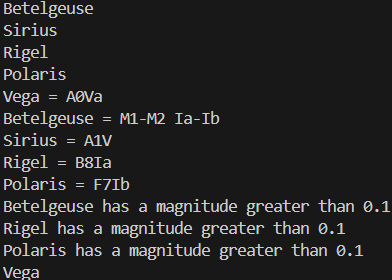 Betelgeuse
Sirius
Rigel
Polaris
Vega = A0Va
Betelgeuse = M1-M2 Ia-Ib
Sirius = A1V
Rigel = B8Ia
Polaris = F7Ib
Betelgeuse has a magnitude greater than 0.1
Rigel has a magnitude greater than 0.1
Polaris has a magnitude greater than 0.1
Vega